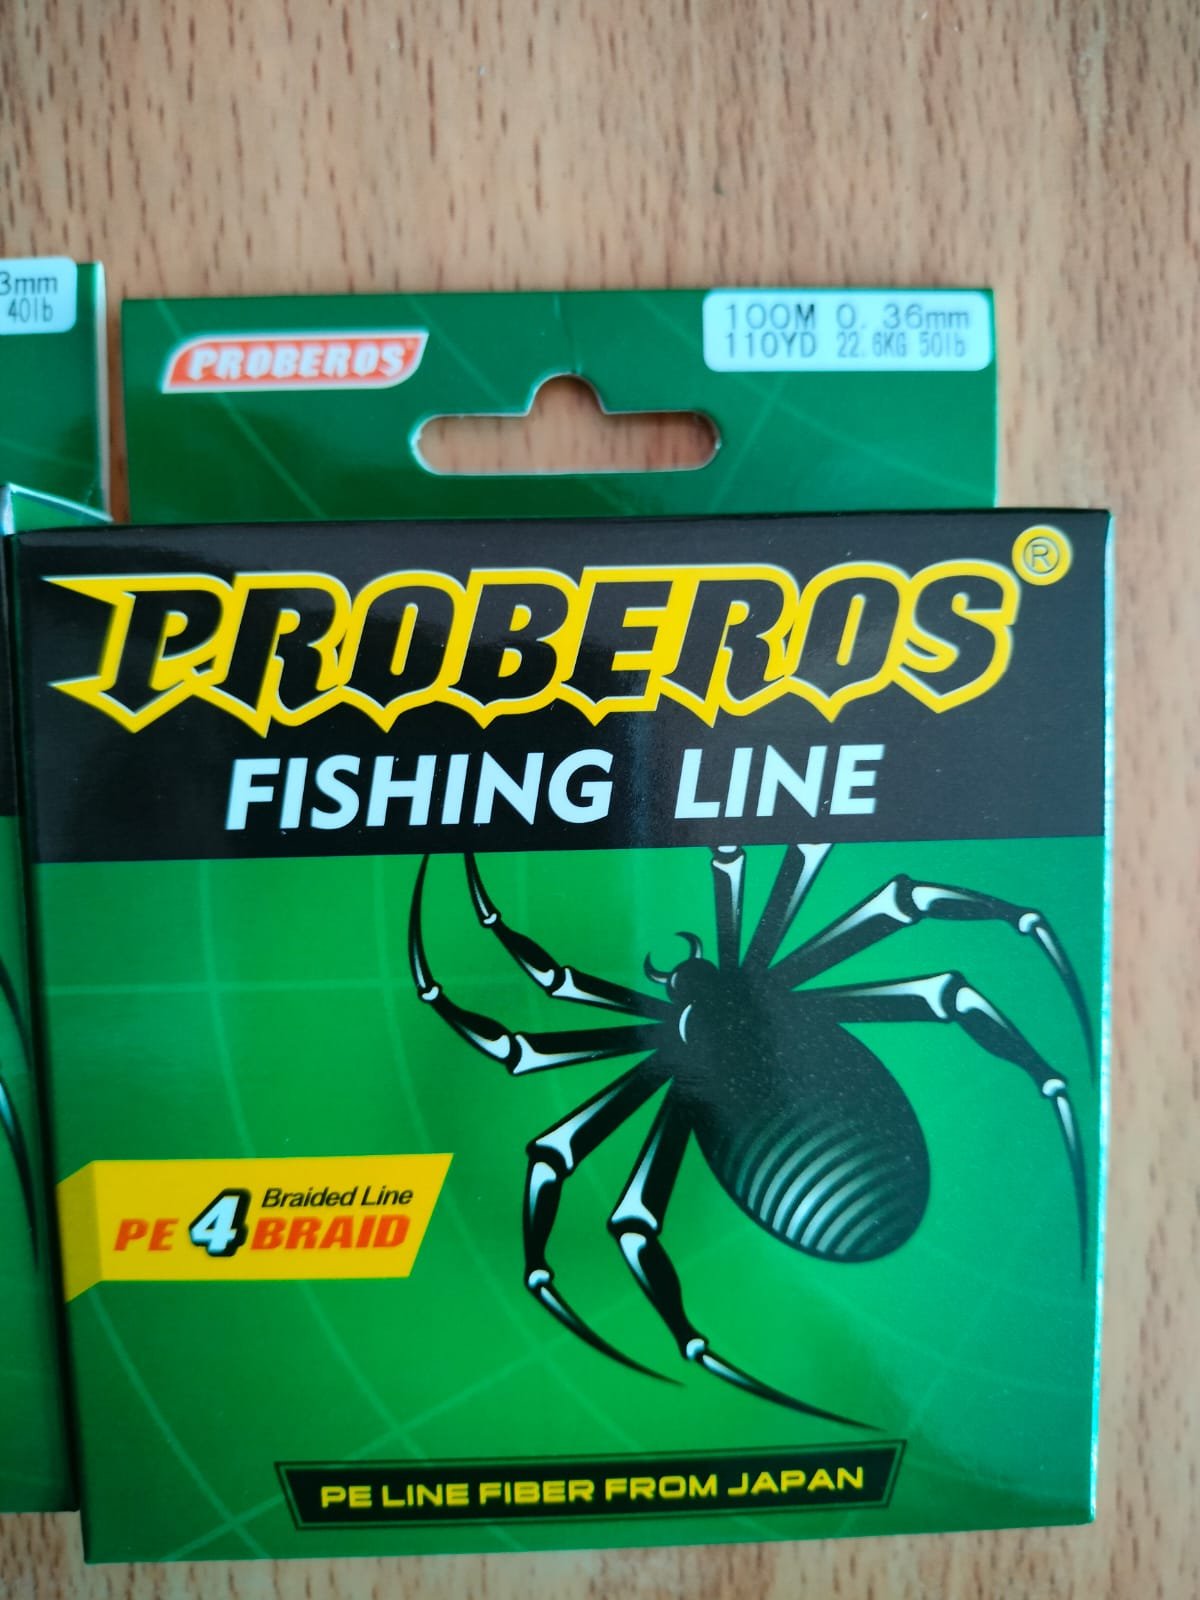 3mm
40lb
PROBEROS
100M 0.36mm
110YD 22.6KG 50lb
PROBEROS®
FISHING LINE
Braided Line
PE 4 BRAID
PE LINE FIBER FROM JAPAN